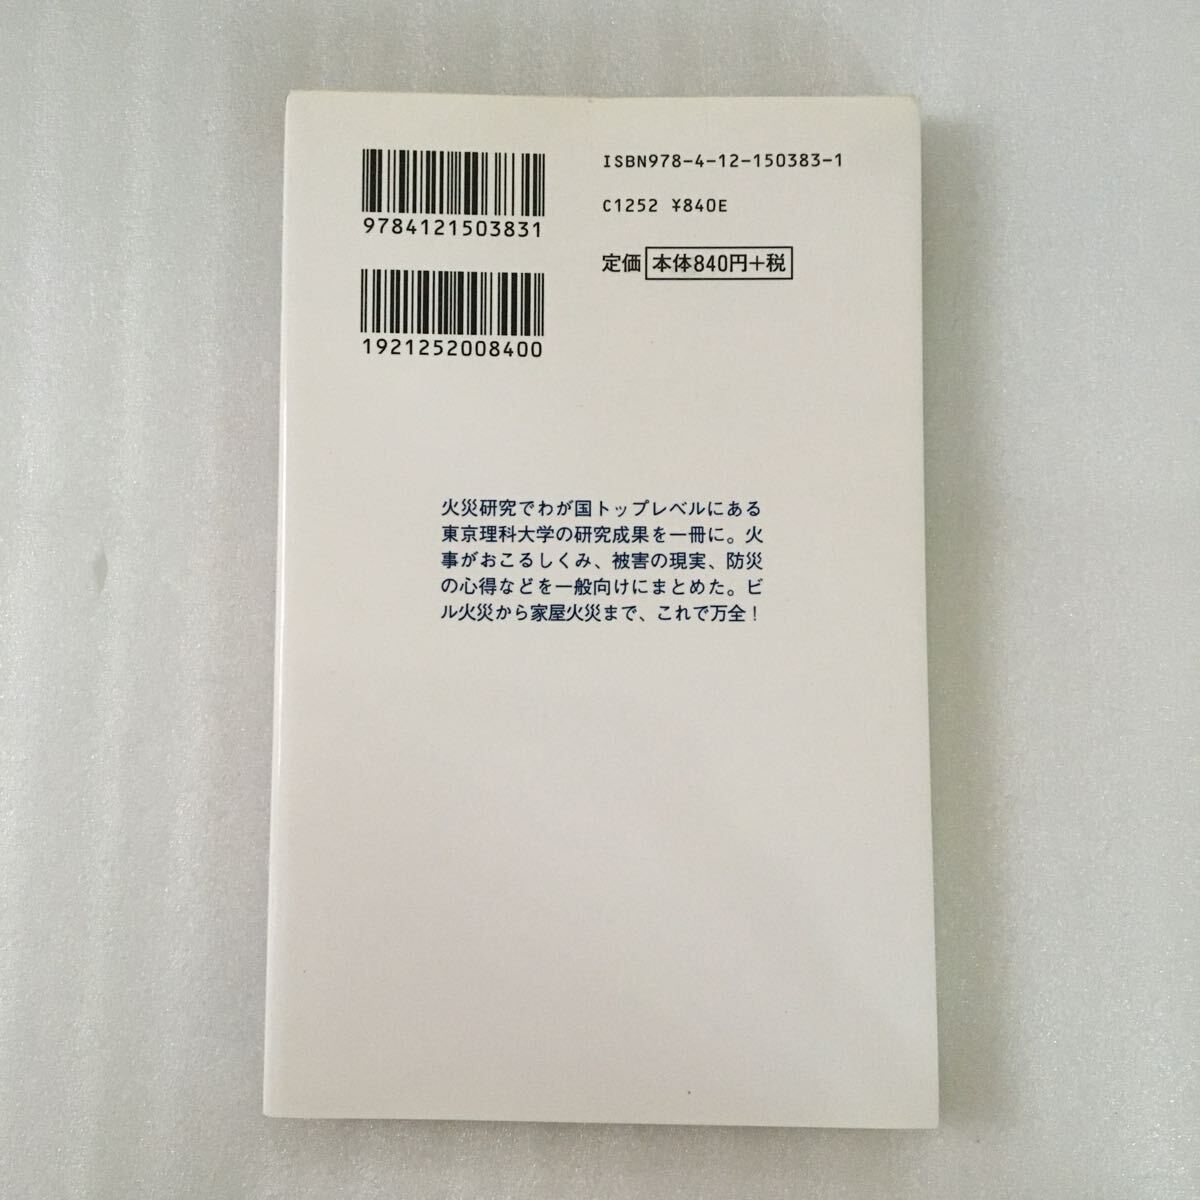 9784121503831
1921252008400
ISBN978-4-12-150383-1
C1252 ¥840E
定価 本体840円+税
火災研究でわが国トップレベルにある
東京理科大学の研究成果を一冊に。火
事がおこるしくみ、被害の現実、防災
の心得などを一般向けにまとめた。ビ
ル火災から家屋火災まで、これで万全!